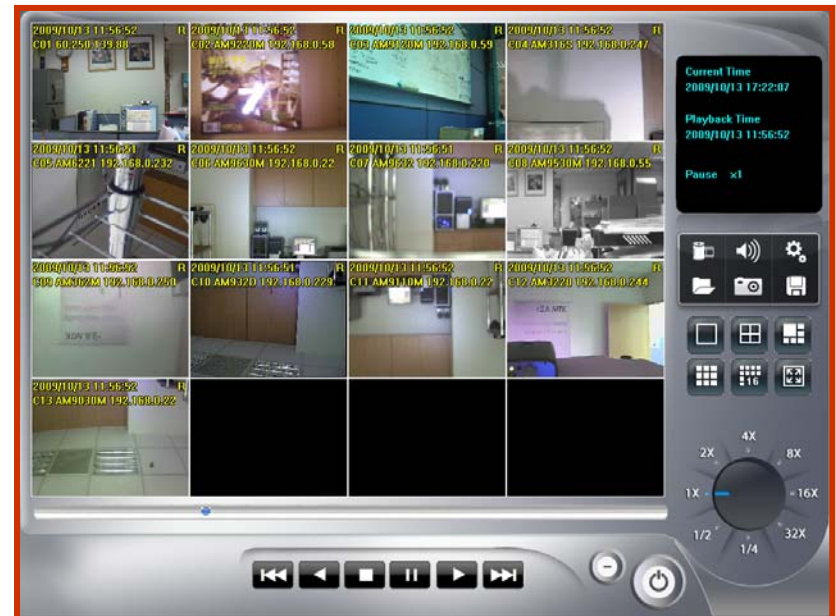 2009/10/13 11:56:52 R
C01 60.250.139.88
2009/10/13 11:56:52 R
C02 AM9220M 192.168.0.58
2009/10/13 11:56:52 R
C03 AM9120M 192.168.0.59
2009/10/13 11:56:52 R
C04 AM316S 192.168.0.247
2009/10/13 11:56:51 R
C05 AM6221 192.168.0.232
2009/10/13 11:56:52 R
C06 AM9630M 192.168.0.22
2009/10/13 11:56:51 R
C07 AM9632 192.168.0.220
2009/10/13 11:56:52 R
C08 AM9530M 192.168.0.55
2009/10/13 11:56:52 R
192.168.0.250
2009/10/13 11:56:51 R
C10 AM932D 192.168.0.229
2009/10/13 11:56:52 R
C11 AM9110M 192.168.0.22
2009/10/13 11:56:52 R
C12 AM3220 192.168.0.244
2009/10/13 11:56:52 R
C13 AM9030M 192.168.0.22
Current Time
2009/10/13 17:22:07
Playback Time
2009/10/13 11:56:52
Pause x1
16
4X
2X
8X
1X
16X
1/2
32X
1/4